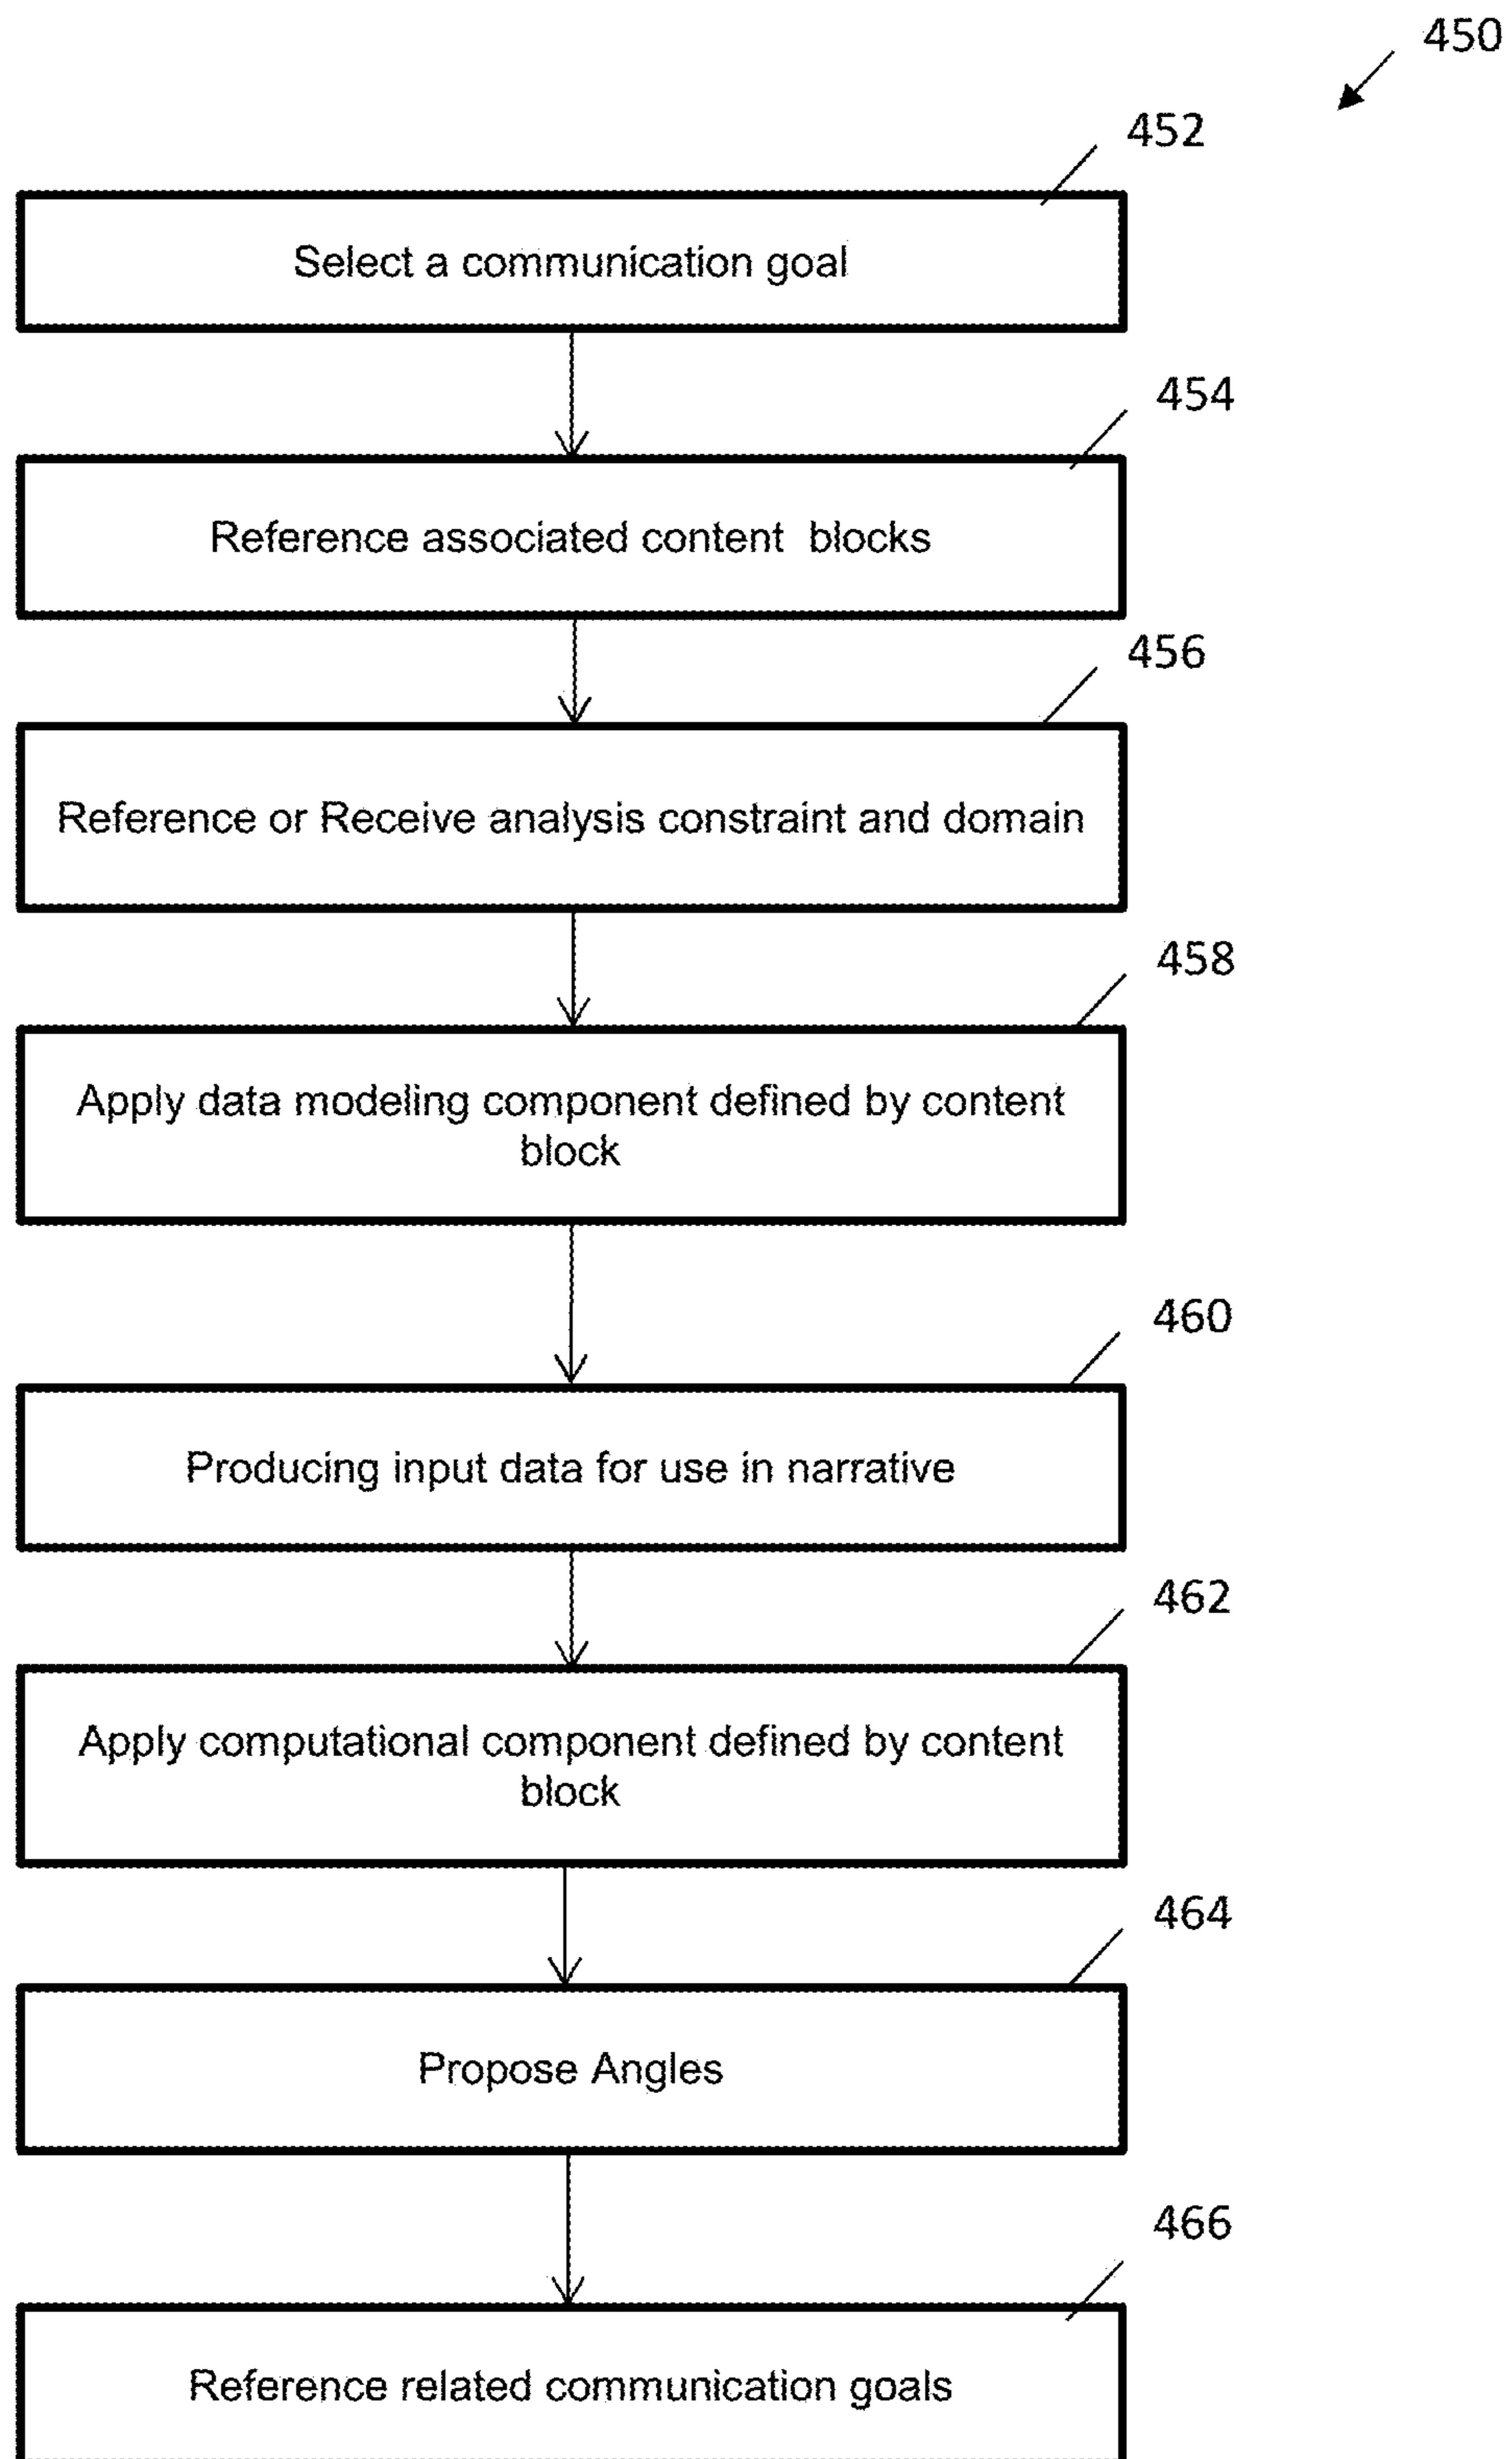 450
452
Select a communication goal
454
Reference associated content blocks
456
Reference or Receive analysis constraint and domain
458
Apply data modeling component defined by content
block
460
Producing input data for use in narrative
462
Apply computational component defined by content
block
464
Propose Angles
466
Reference related communication goals